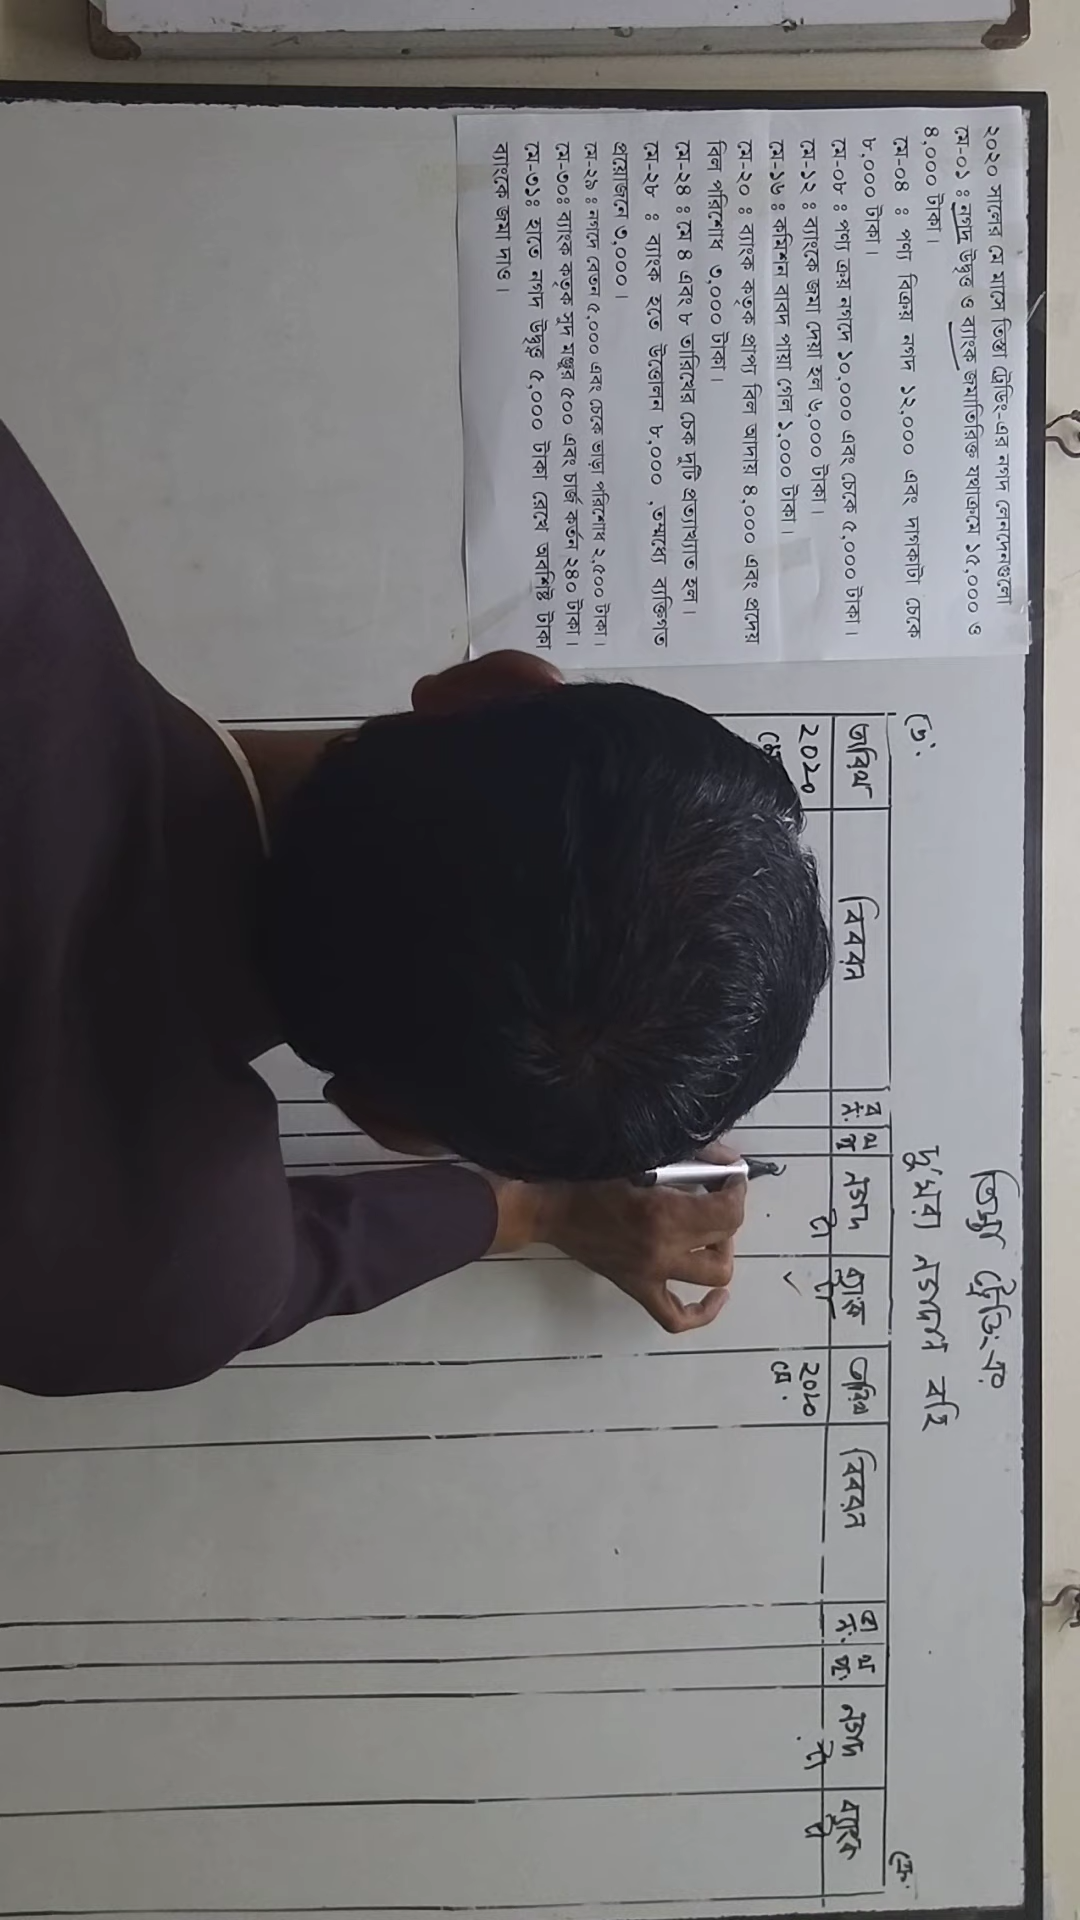 ২০২০ সালের মে মাসে তিস্তা ট্রেডিং-এর নগদ লেনদেনগুলো
মে-০১ ঃ নগদ উদ্বৃত্ত ও ব্যাংক জমাতিরিক্ত যথাক্রমে ১৫,০০০ ও
৪,০০০ টাকা।
মে-০৪ ঃ পণ্য বিক্রয় নগদ ১২,০০০ এবং দাগকাটা চেকে
৮,০০০ টাকা।
মে-০৮ ঃ পণ্য ক্রয় নগদে ১০,০০০ এবং চেকে ৫,০০০ টাকা।
মে-১২ ঃ ব্যাংকে জমা দেয়া হল ৬,০০০ টাকা।
মে-১৬ ঃ কমিশন বাবদ পায়া গেল ১,০০০ টাকা।
মে-২০ ঃ ব্যাংক কতৃক প্রাপ্য বিল আদায় ৪,০০০ এবং প্রদেয়
বিল পরিশোধ ৩,০০০ টাকা।
মে-২৪ ঃ মে ৪ এবং ৮ তারিখের চেক দুটি প্রত্যাখ্যাত হল।
মে-২৮ ঃ ব্যাংক হতে উত্তোলন ৮,০০০ ,তন্মধ্যে ব্যক্তিগত
প্রয়োজনে ৩,০০০।
মে-২৯ ঃ নগদে বেতন ৫,০০০ এবং চেকে ভাড়া পরিশোধ ২,৫০০ টাকা।
মে-৩০ঃ ব্যাংক কতৃক সুদ মঞ্জুর ৫০০ এবং চার্জ কর্তন ২৪০ টাকা।
মে-৩১ঃ হাতে নগদ উদ্বৃত্ত ৫,০০০ টাকা রেখে অবশিষ্ট টাকা
ব্যাংকে জমা দাও।
তিস্তা ট্রেডিং এর
দু'ঘরা নগদান বহি
ডে. ক্রে.
তারিখ বিবরন র নং খ পৃ নগদ টা ব্যাংক টা তারিখ বিবরন ভা নং খ পৃ: নগদ টা ব্যাংক টা
২০২০ ২০২০
মে মে.